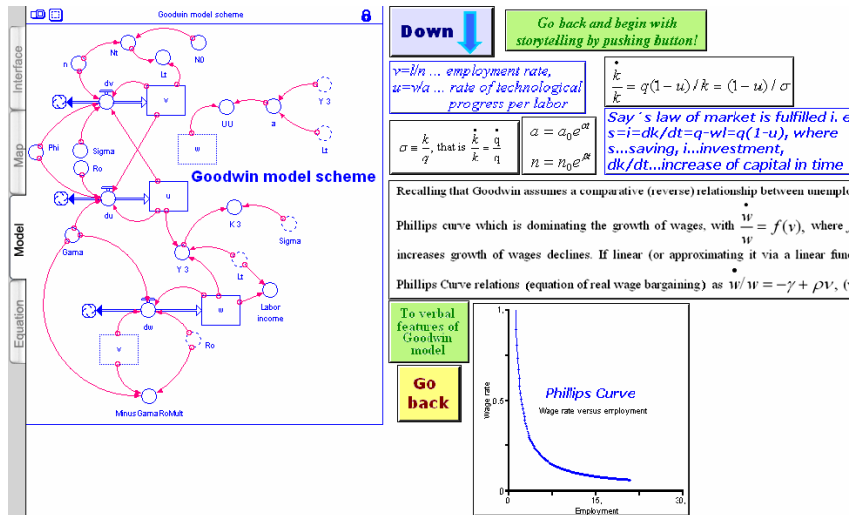 Goodwin model scheme
Interface
Map
Model
Equation
Nt
N0
n
Lt
dv
v
Y 3
UU
a
w
Lt
Phi
Sigma
Ro
Goodwin model scheme
u
du
K 3
Sigma
Gama
Y 3
Lt
Labor
income
w
dw
v
Ro
Minus Gama RoMult
Down
Go back and begin with
storytelling by pushing button!
v=l/n ... employment rate,
u=w/a ... rate of technological
progress per labor
k̇/k = q(1-u)/k = (1-u)/σ
Say´s law of market is fulfilled i. e
s=i=dk/dt=q-wl=q(1-u), where
s...saving, i...investment,
dk/dt...increase of capital in time
σ ≡ k/q, that is k̇/k = q̇/q
a = a₀e^αt
n = n₀e^βt
Recalling that Goodwin assumes a comparative (reverse) relationship between
Phillips curve which is dominating the growth of wages, with ẇ/w = f(v), where
increases growth of wages declines. If linear (or approximating it via a linear
Phillips Curve relations (equation of real wage bargaining) as ẇ/w = -γ + ρv,
To verbal
features of
Goodwin
model
Go
back
1
0.5
0
Wage rate
Phillips Curve
Wage rate versus employment
0
15,
30,
Employment